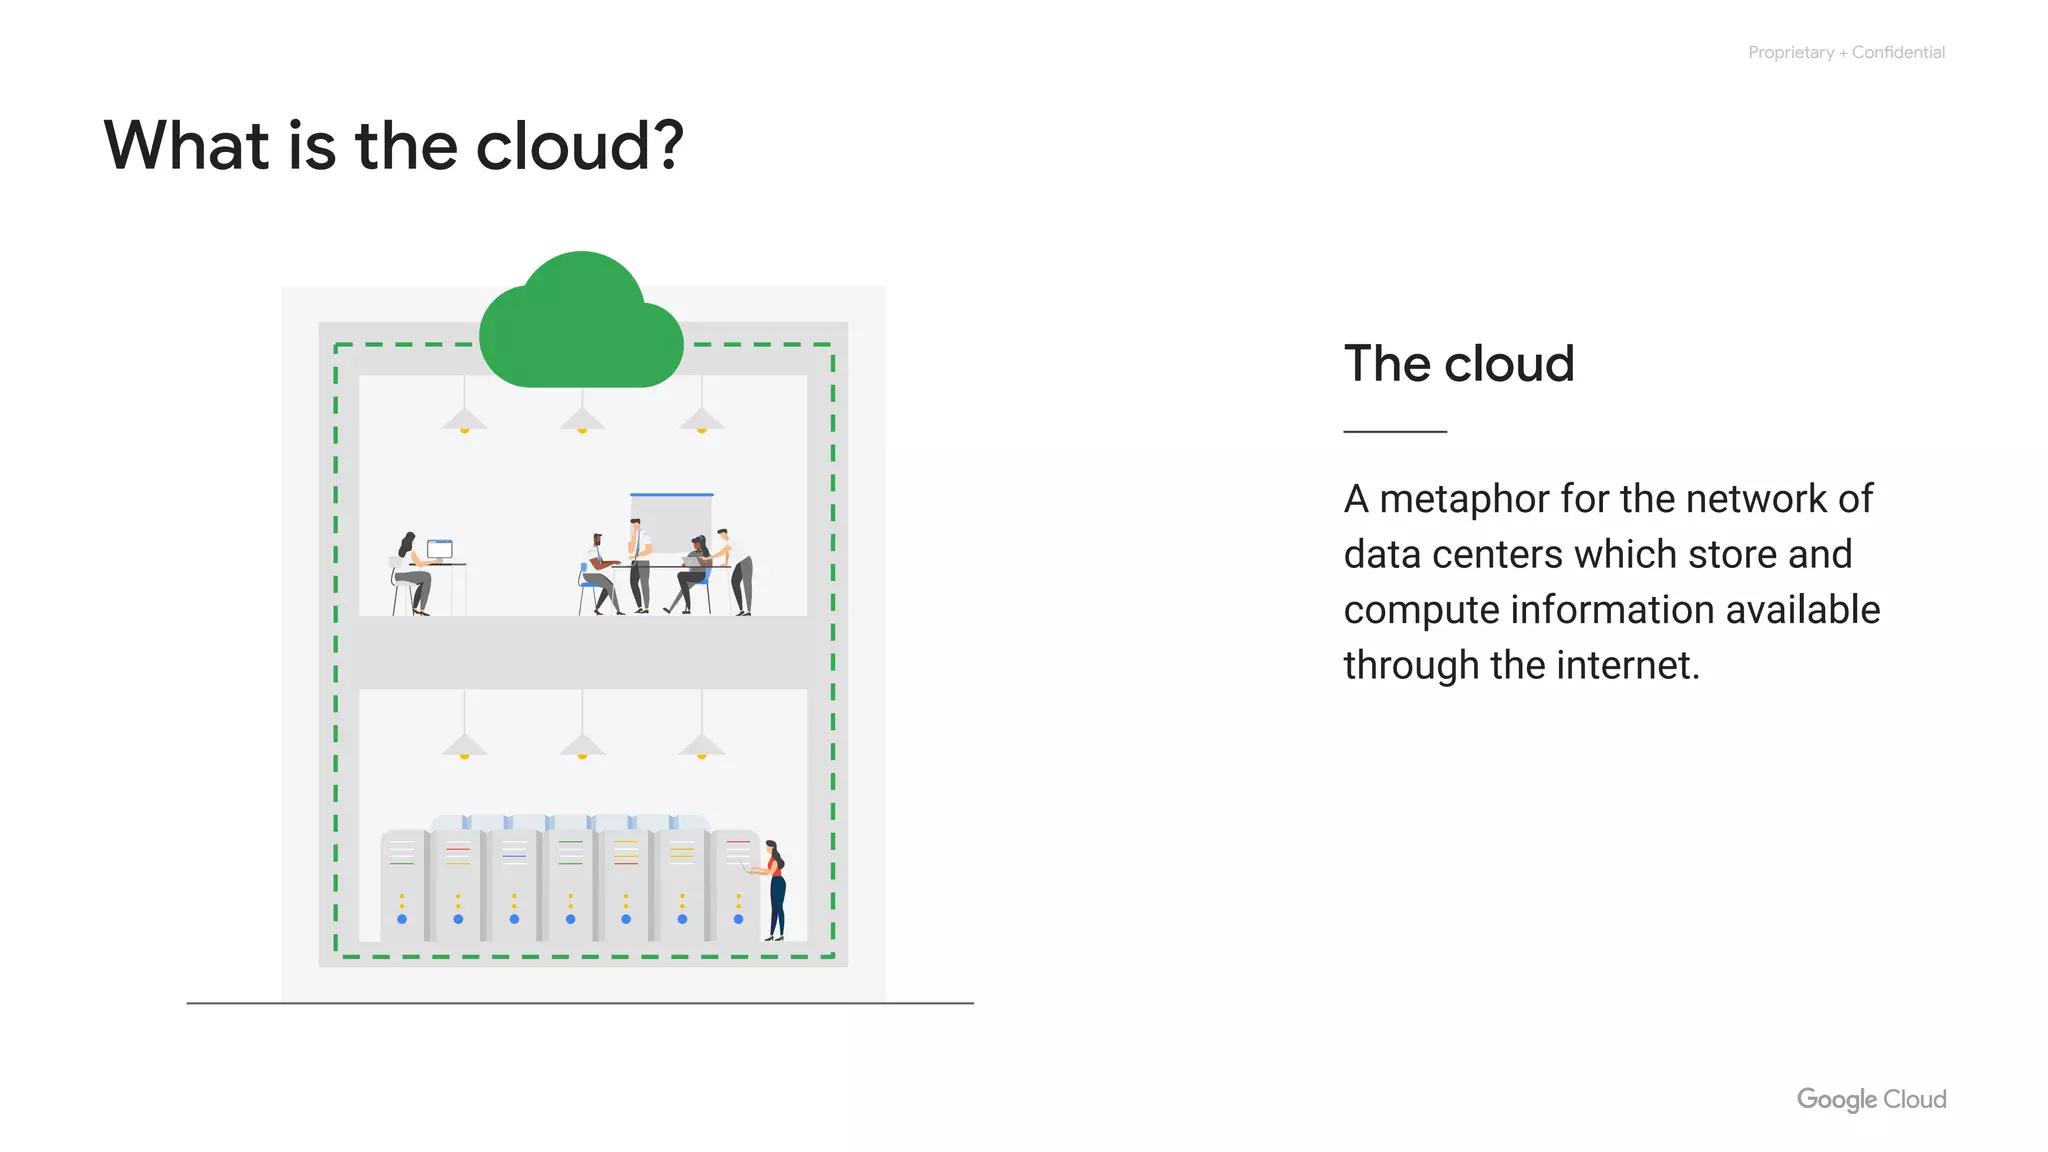 Proprietary + Confidential
What is the cloud?
The cloud
A metaphor for the network of
data centers which store and
compute information available
through the internet.
Google Cloud